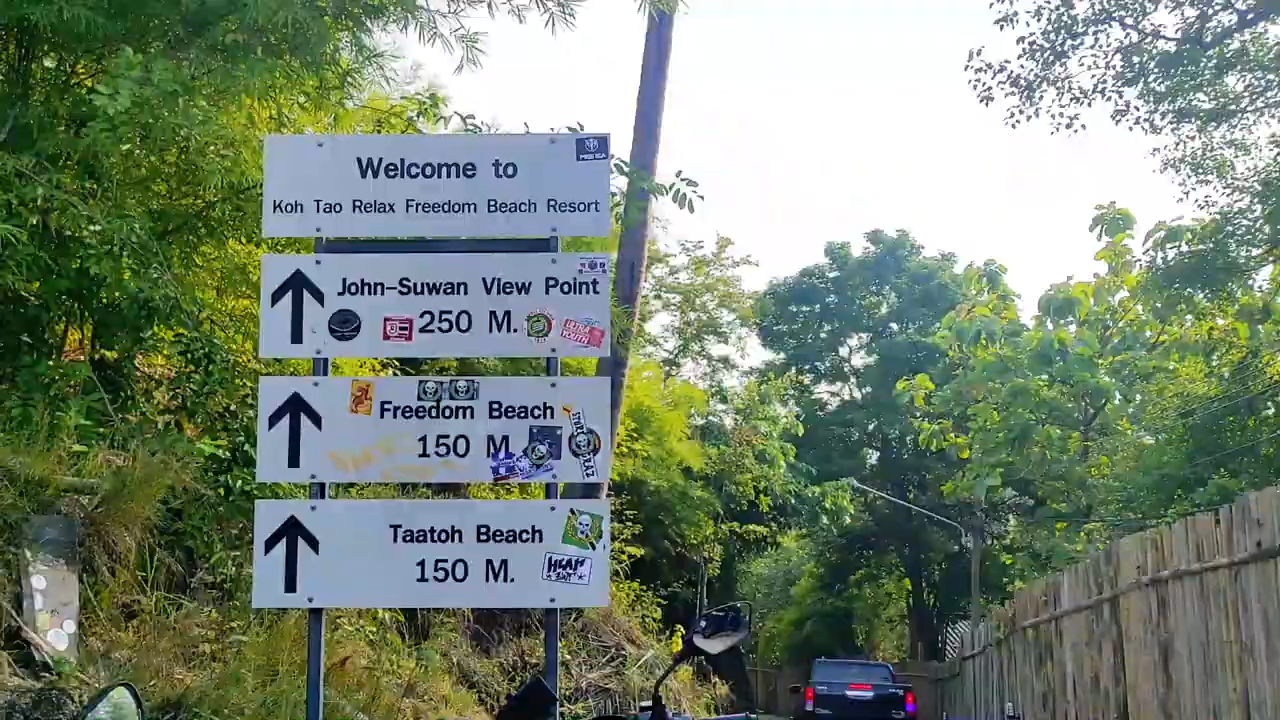 Welcome to
Koh Tao Relax Freedom Beach Resort
John-Suwan View Point
250 M.
Freedom Beach
150 M.
Taatoh Beach
150 M.